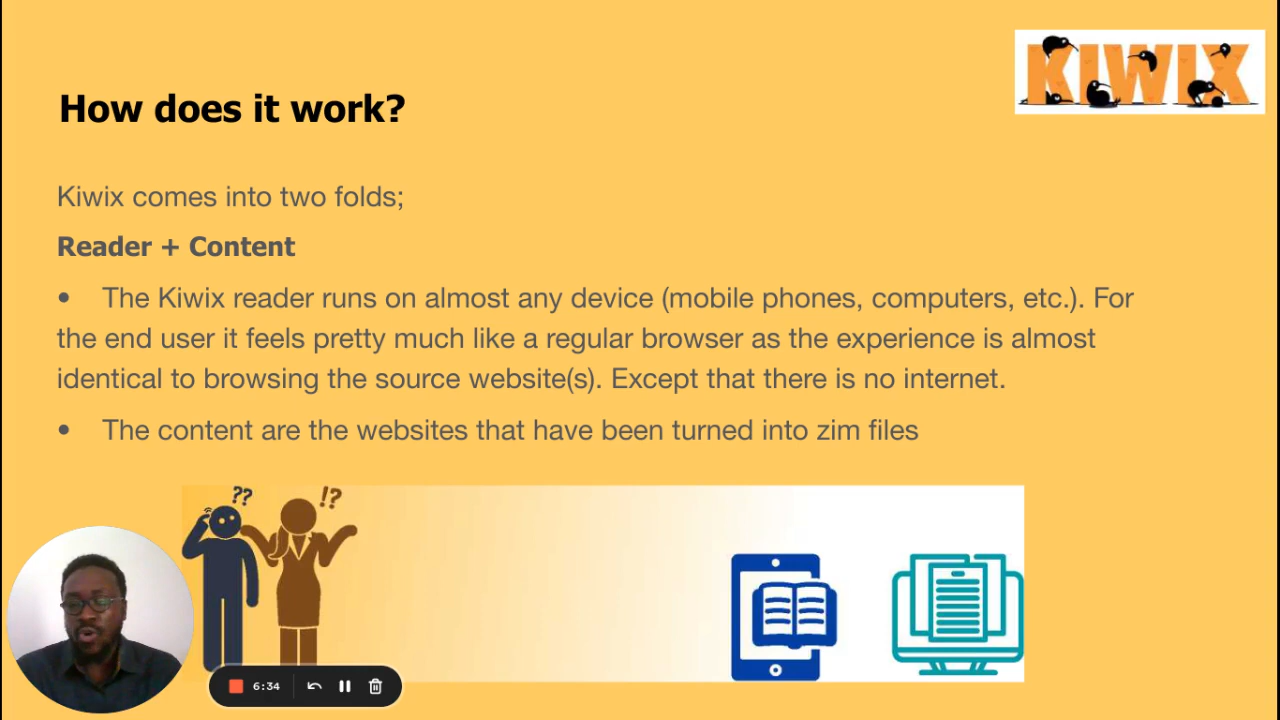 KIWIX
How does it work?
Kiwix comes into two folds;
Reader + Content
• The Kiwix reader runs on almost any device (mobile phones, computers, etc.). For
the end user it feels pretty much like a regular browser as the experience is almost
identical to browsing the source website(s). Except that there is no internet.
• The content are the websites that have been turned into zim files
??
!?
6:34